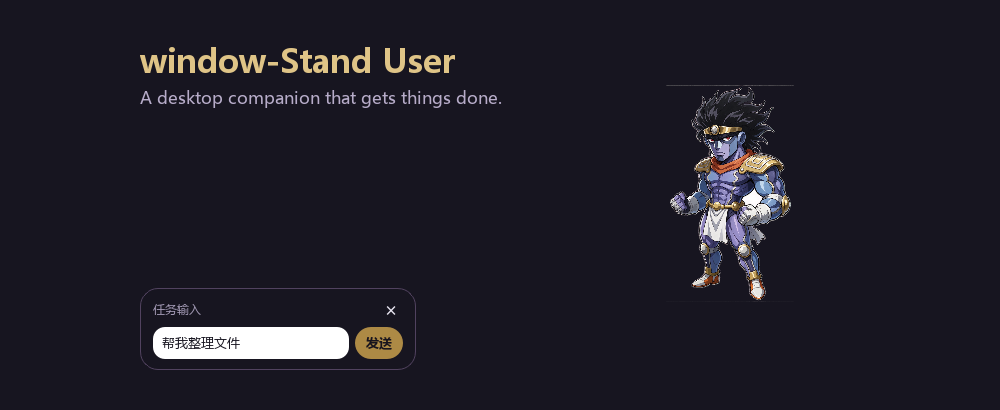 window-Stand User
A desktop companion that gets things done.
任务输入
×
帮我整理文件
发送